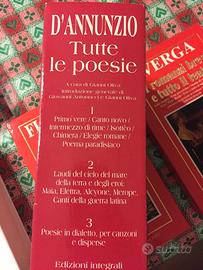 D'ANNUNZIO
Tutte
le poesie
A cura di Gianni Oliva
Introduzione generale di
Giovanni Antonucci e Gianni Oliva
1
Primo vere / Canto novo /
Intermezzo di rime / Isottèo /
Chimera / Elegie romane /
Poema paradisiaco
2
Laudi del cielo del mare
della terra e degli eroi:
Maia, Elettra, Alcyone, Merope,
Canti della guerra latina
3
Poesie in dialetto, per canzoni
e disperse
Edizioni integrali
VERGA
subito